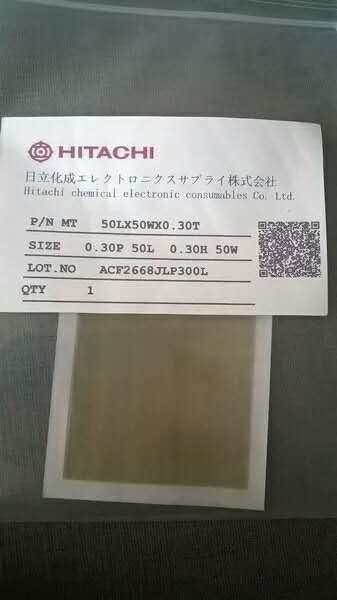 HITACHI
日立化成エレクトロニクスサプライ株式会社
Hitachi chemical electronic consumables Co. Ltd.
P/N MT 50LX50WX0.30T
SIZE 0.30P 50L 0.30H 50W
LOT.NO ACF2668JLP300L
QTY 1